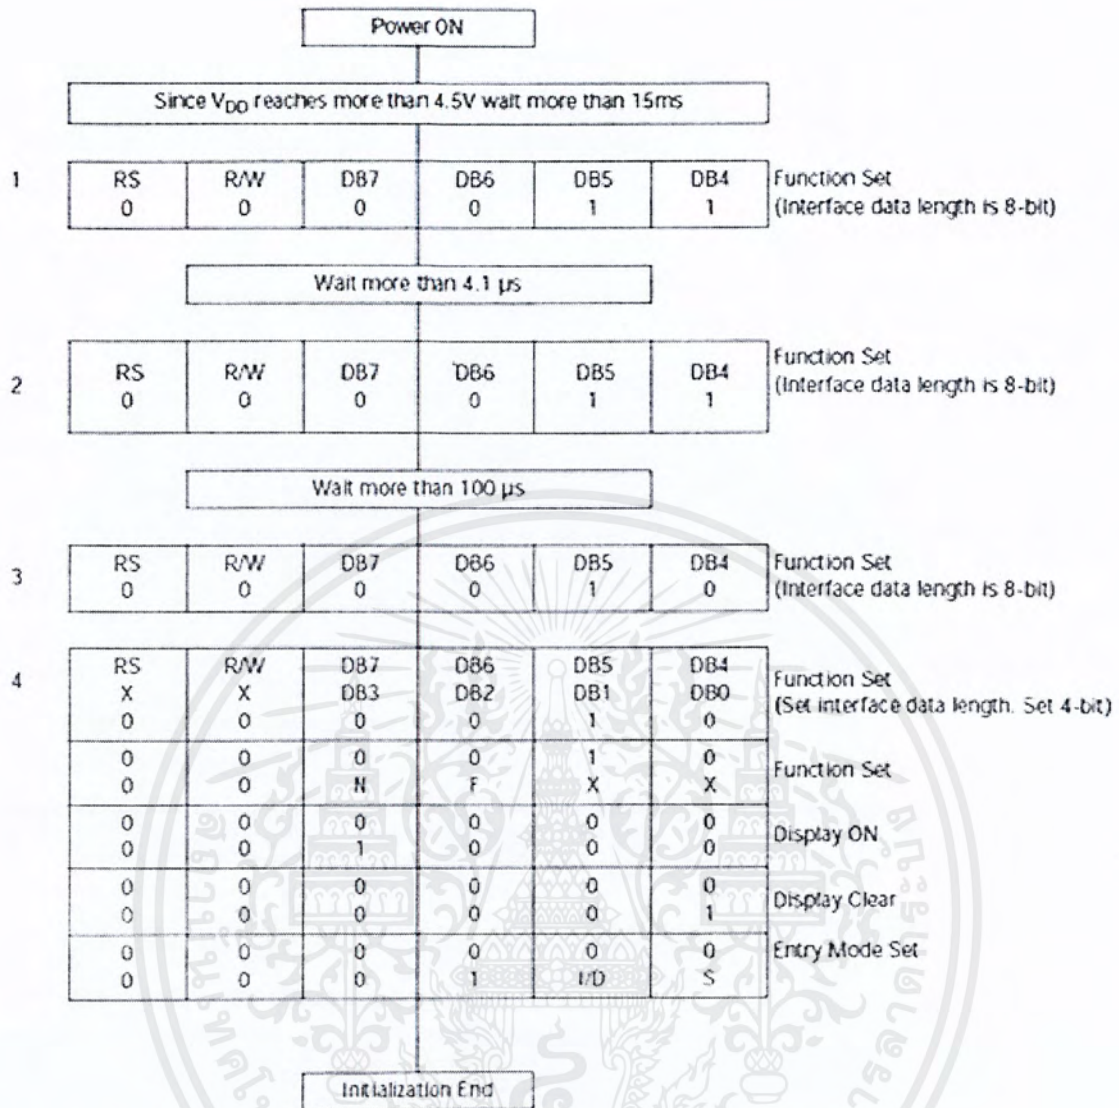 Power ON
Since VDD reaches more than 4.5V wait more than 15ms
1 RS R/W DB7 DB6 DB5 DB4 Function Set
0 0 0 0 1 1 (Interface data length is 8-bit)
Wait more than 4.1 µs
Function Set
2 RS R/W DB7 DB6 DB5 DB4 (Interface data length is 8-bit)
0 0 0 0 1 1
Wait more than 100 µs
3 RS R/W DB7 DB6 DB5 DB4 Function Set
0 0 0 0 1 0 (Interface data length is 8-bit)
4 RS R/W DB7 DB6 DB5 DB4 Function Set
X X DB3 DB2 DB1 DB0 (Set interface data length. Set 4-bit)
0 0 0 0 1 0
0 0 0 0 1 0 Function Set
0 0 N F X X
0 0 0 0 0 0 Display ON
0 0 1 0 0 0
0 0 0 0 0 0 Display Clear
0 0 0 0 0 1
0 0 0 0 0 0 Entry Mode Set
0 0 0 1 I/D S
Initialization End